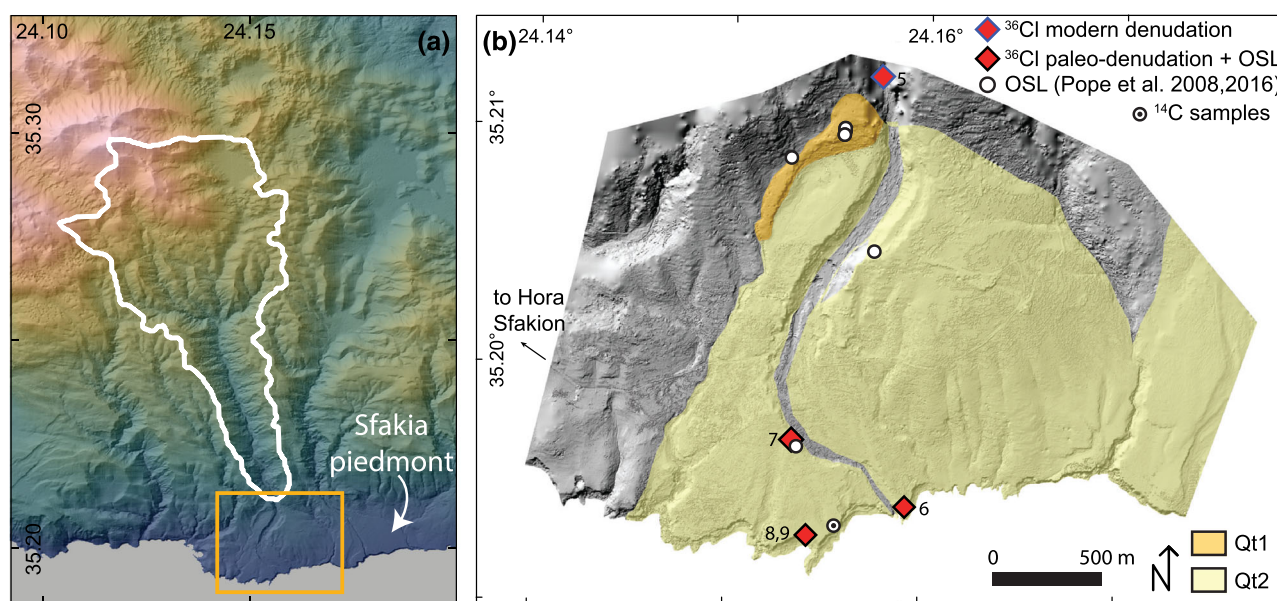 24.10
24.15
(a)
35.30
35.20
Sfakia
piedmont
(b)
24.14°
24.16°
35.21°
35.20°
³⁶Cl modern denudation
³⁶Cl paleo-denudation + OSL
OSL (Pope et al. 2008,2016)
¹⁴C samples
5
to Hora
Sfakion
7
6
8,9
0 500 m
N
Qt1
Qt2